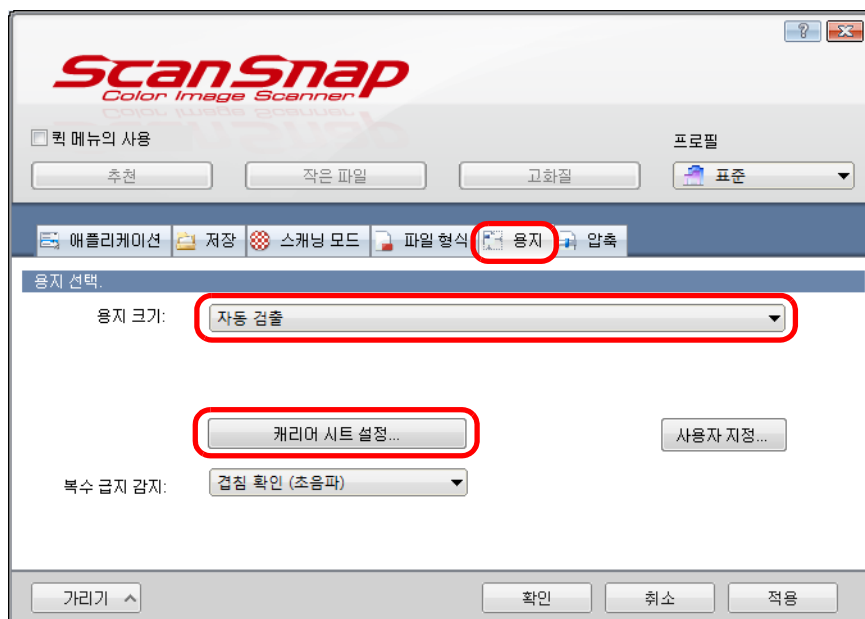 ScanSnap
Color Image Scanner
퀵 메뉴의 사용
프로필
추천 작은 파일 고화질 표준
애플리케이션 저장 스캐닝 모드 파일 형식 용지 압축
용지 선택.
용지 크기: 자동 검출
캐리어 시트 설정... 사용자 지정...
복수 급지 감지: 겹침 확인 (초음파)
가리기 확인 취소 적용